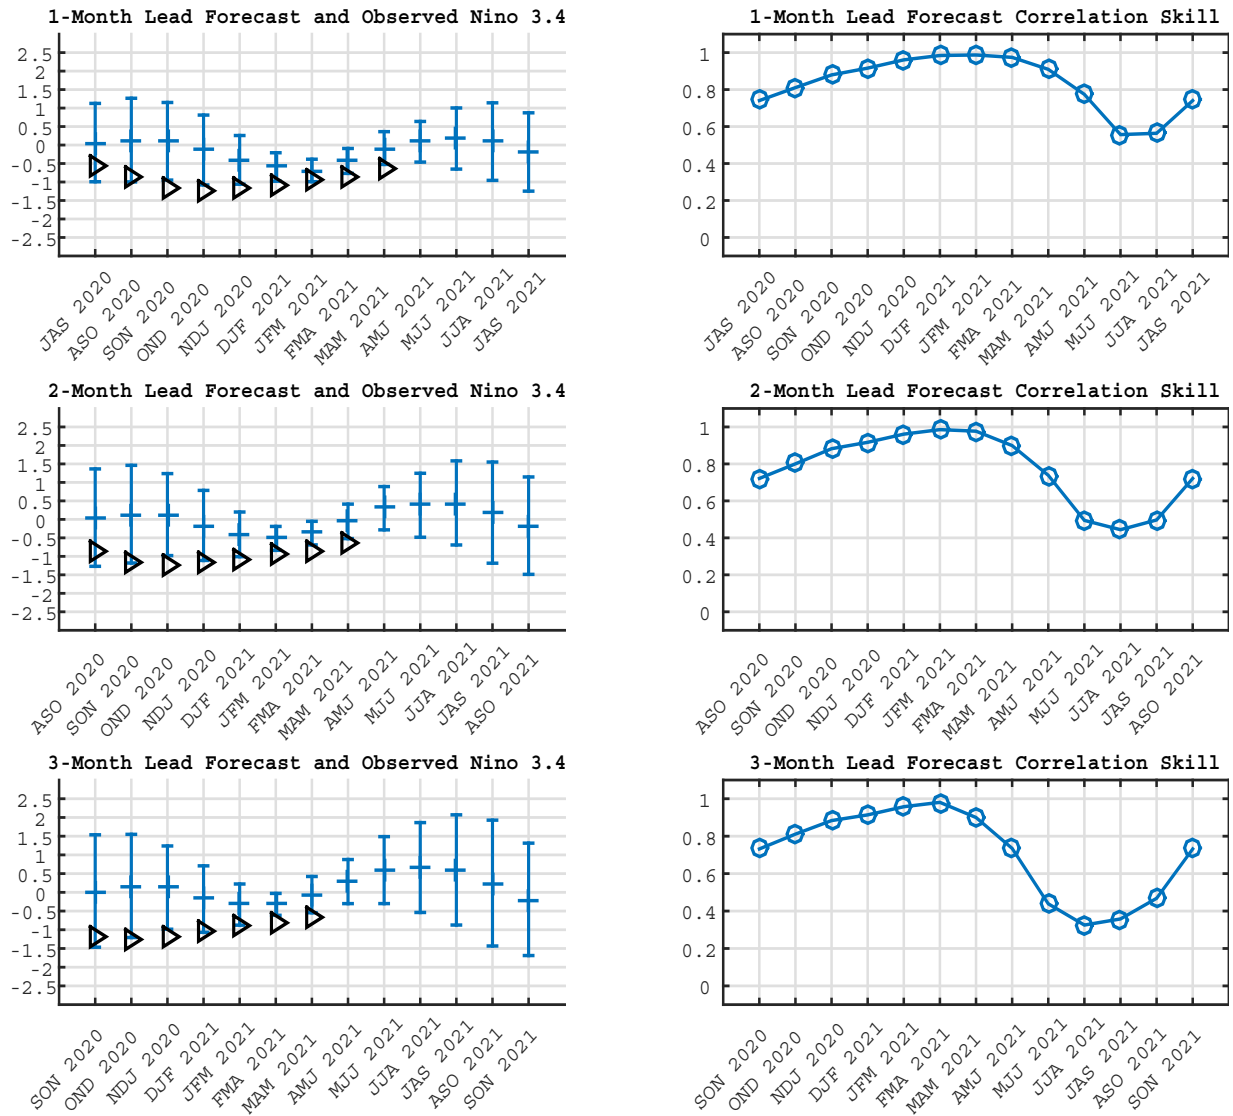 1-Month Lead Forecast and Observed Nino 3.4
2.5
2
1.5
1
0.5
0
-0.5
-1
-1.5
-2
-2.5
JAS 2020
ASO 2020
SON 2020
OND 2020
NDJ 2020
DJF 2021
JFM 2021
FMA 2021
MAM 2021
AMJ 2021
MJJ 2021
JJA 2021
JAS 2021
1-Month Lead Forecast Correlation Skill
1
0.8
0.6
0.4
0.2
0
JAS 2020
ASO 2020
SON 2020
OND 2020
NDJ 2020
DJF 2021
JFM 2021
FMA 2021
MAM 2021
AMJ 2021
MJJ 2021
JJA 2021
JAS 2021
2-Month Lead Forecast and Observed Nino 3.4
2.5
2
1.5
1
0.5
0
-0.5
-1
-1.5
-2
-2.5
ASO 2020
SON 2020
OND 2020
NDJ 2020
DJF 2021
JFM 2021
FMA 2021
MAM 2021
AMJ 2021
MJJ 2021
JJA 2021
JAS 2021
ASO 2021
2-Month Lead Forecast Correlation Skill
1
0.8
0.6
0.4
0.2
0
ASO 2020
SON 2020
OND 2020
NDJ 2020
DJF 2021
JFM 2021
FMA 2021
MAM 2021
AMJ 2021
MJJ 2021
JJA 2021
JAS 2021
ASO 2021
3-Month Lead Forecast and Observed Nino 3.4
2.5
2
1.5
1
0.5
0
-0.5
-1
-1.5
-2
-2.5
SON 2020
OND 2020
NDJ 2020
DJF 2021
JFM 2021
FMA 2021
MAM 2021
AMJ 2021
MJJ 2021
JJA 2021
JAS 2021
ASO 2021
SON 2021
3-Month Lead Forecast Correlation Skill
1
0.8
0.6
0.4
0.2
0
SON 2020
OND 2020
NDJ 2020
DJF 2021
JFM 2021
FMA 2021
MAM 2021
AMJ 2021
MJJ 2021
JJA 2021
JAS 2021
ASO 2021
SON 2021